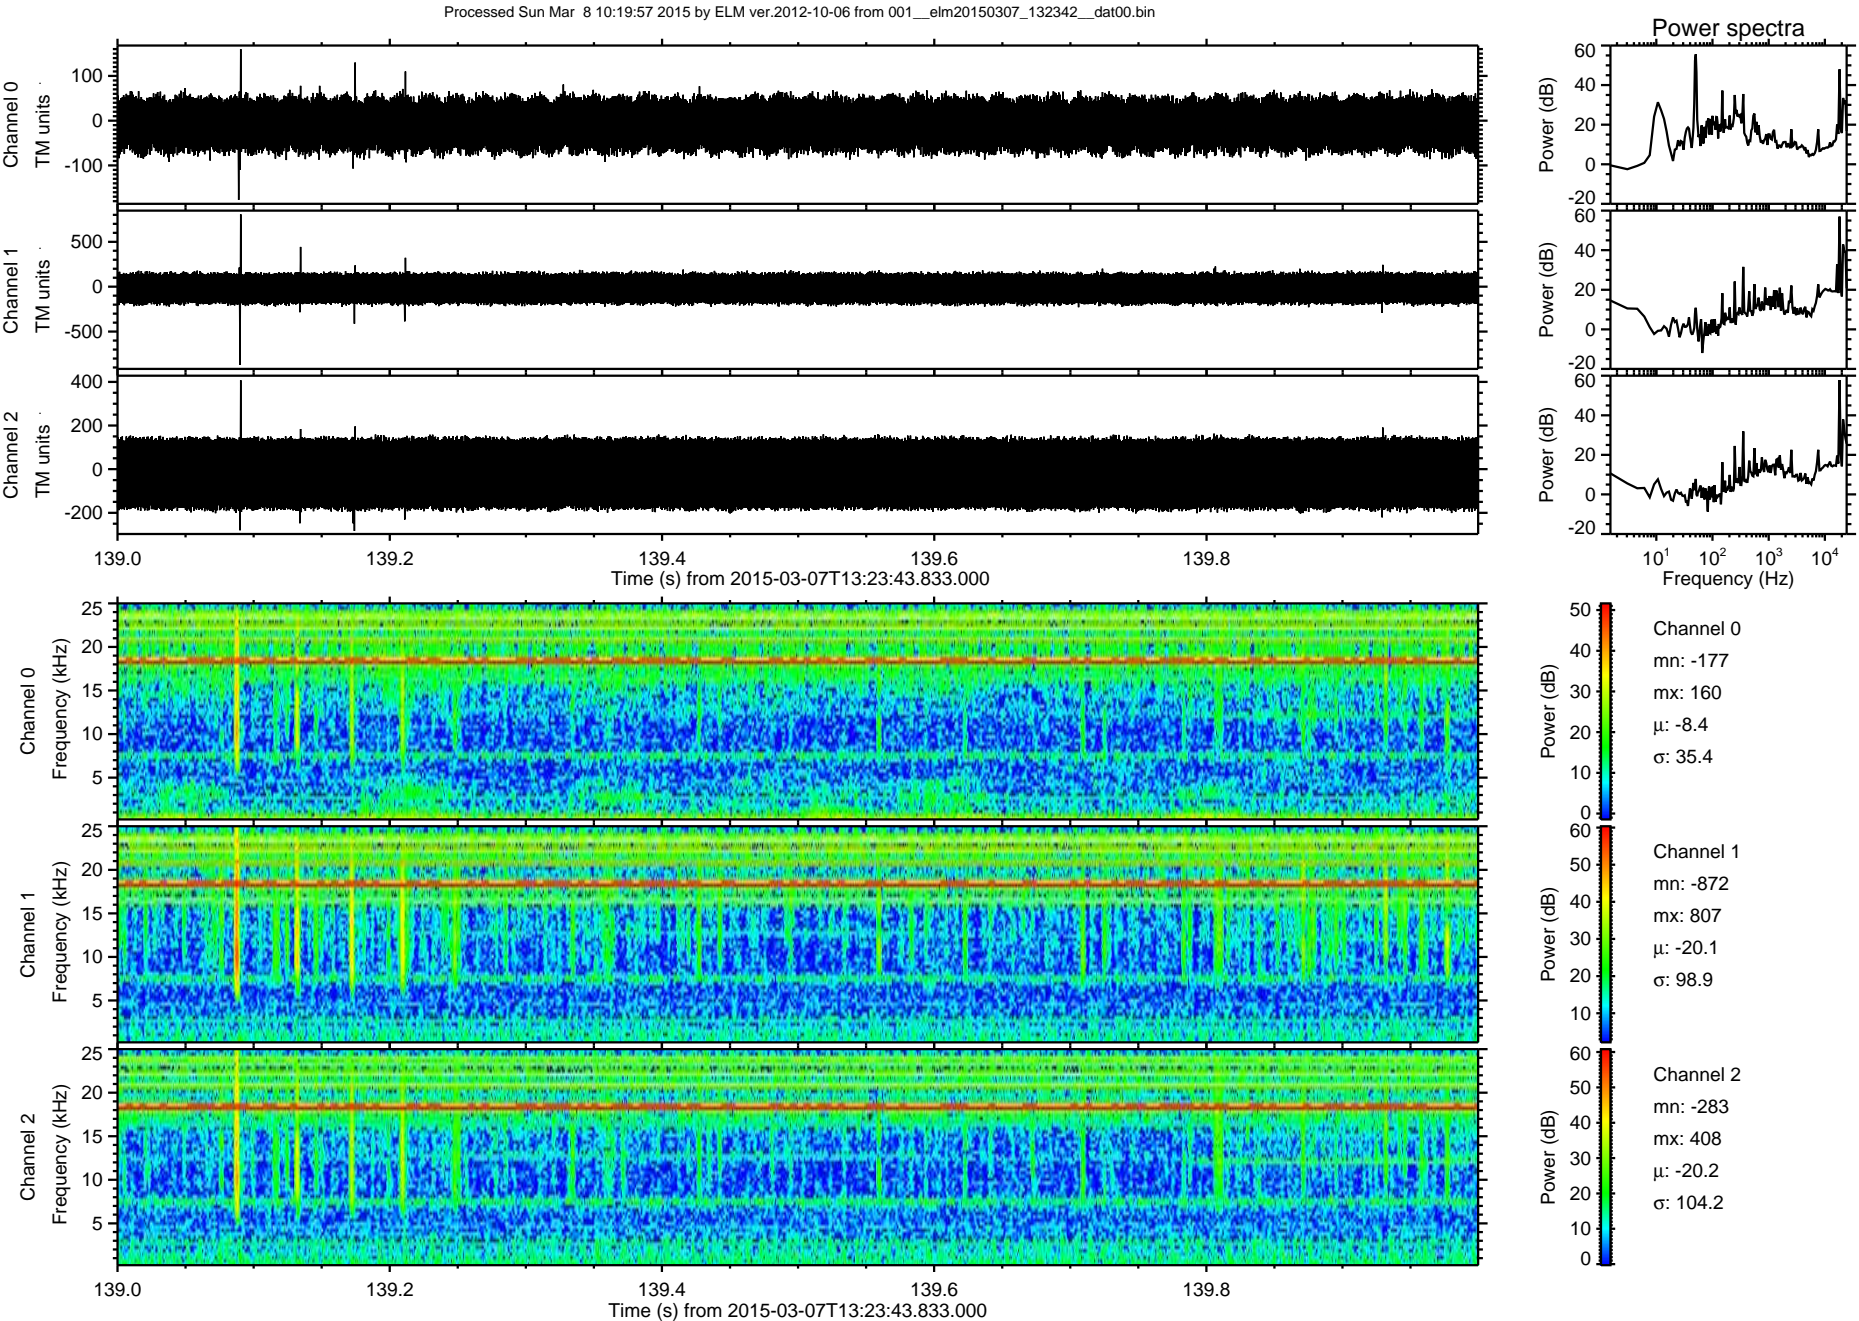 Processed Sun Mar  8 10:19:57 2015 by ELM ver.2012-10-06 from 001__elm20150307_132342__dat00.bin
Power spectra
Channel 0
TM units
100
0
-100
Power (dB)
60
40
20
0
-20
Channel 1
TM units
500
0
-500
Power (dB)
60
40
20
0
-20
Channel 2
TM units
400
200
0
-200
Power (dB)
60
40
20
0
-20
139.0 139.2 139.4 139.6 139.8
Time (s) from 2015-03-07T13:23:43.833.000
10¹ 10² 10³ 10⁴
Frequency (Hz)
Channel 0
Frequency (kHz)
25
20
15
10
5
Power (dB)
50
40
30
20
10
0
Channel 0
mn: -177
mx: 160
µ: -8.4
σ: 35.4
Channel 1
Frequency (kHz)
25
20
15
10
5
Power (dB)
60
50
40
30
20
10
Channel 1
mn: -872
mx: 807
µ: -20.1
σ: 98.9
Channel 2
Frequency (kHz)
25
20
15
10
5
Power (dB)
60
50
40
30
20
10
0
Channel 2
mn: -283
mx: 408
µ: -20.2
σ: 104.2
139.0 139.2 139.4 139.6 139.8
Time (s) from 2015-03-07T13:23:43.833.000